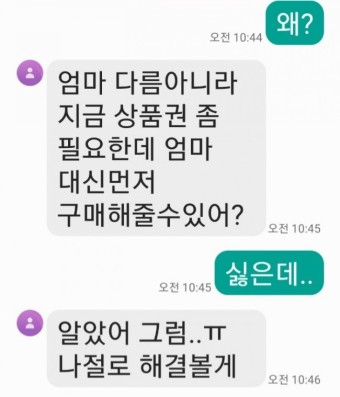 왜?
오전 10:44
엄마 다름아니라
지금 상품권 좀
필요한데 엄마
대신먼저
구매해줄수있어?
오전 10:45
싫은데..
오전 10:45
알았어 그럼..ㅠ
나절로 해결볼게
오전 10:46